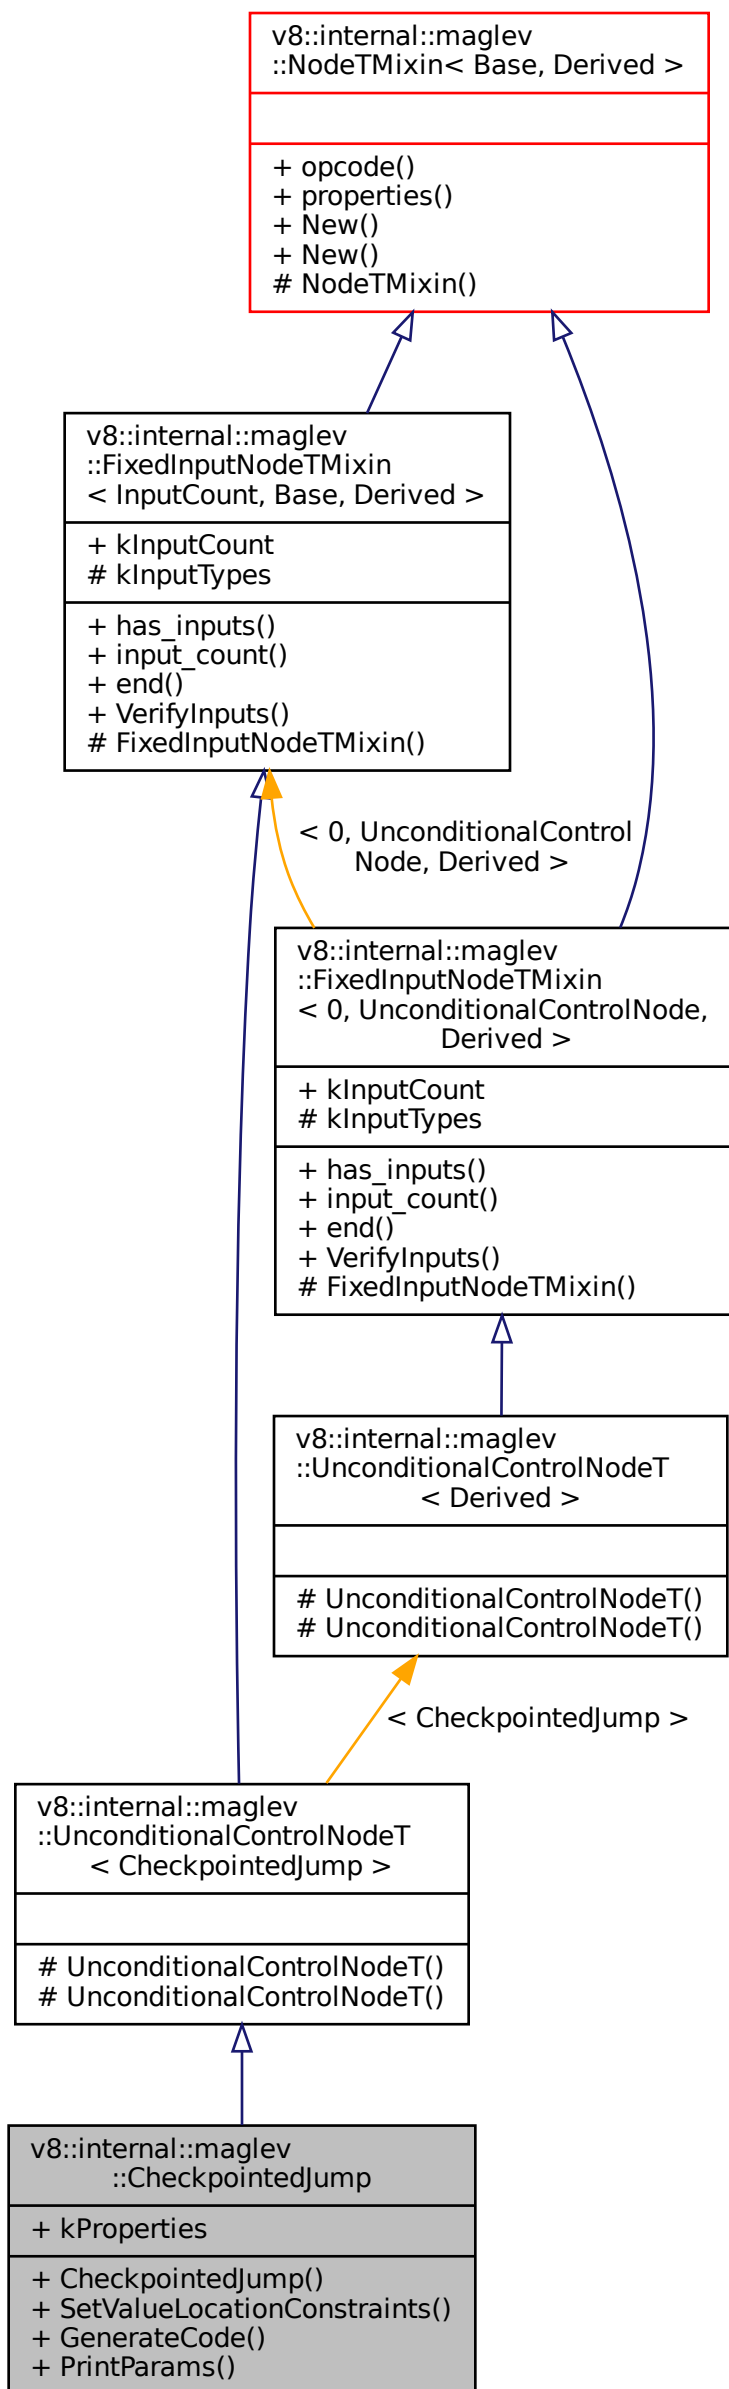 v8::internal::maglev
::NodeTMixin< Base, Derived >
+ opcode()
+ properties()
+ New()
+ New()
# NodeTMixin()
v8::internal::maglev
::FixedInputNodeTMixin
< InputCount, Base, Derived >
+ kInputCount
# kInputTypes
+ has_inputs()
+ input_count()
+ end()
+ VerifyInputs()
# FixedInputNodeTMixin()
< 0, UnconditionalControl
Node, Derived >
v8::internal::maglev
::FixedInputNodeTMixin
< 0, UnconditionalControlNode,
Derived >
+ kInputCount
# kInputTypes
+ has_inputs()
+ input_count()
+ end()
+ VerifyInputs()
# FixedInputNodeTMixin()
v8::internal::maglev
::UnconditionalControlNodeT
< Derived >
# UnconditionalControlNodeT()
# UnconditionalControlNodeT()
< CheckpointedJump >
v8::internal::maglev
::UnconditionalControlNodeT
< CheckpointedJump >
# UnconditionalControlNodeT()
# UnconditionalControlNodeT()
v8::internal::maglev
::CheckpointedJump
+ kProperties
+ CheckpointedJump()
+ SetValueLocationConstraints()
+ GenerateCode()
+ PrintParams()